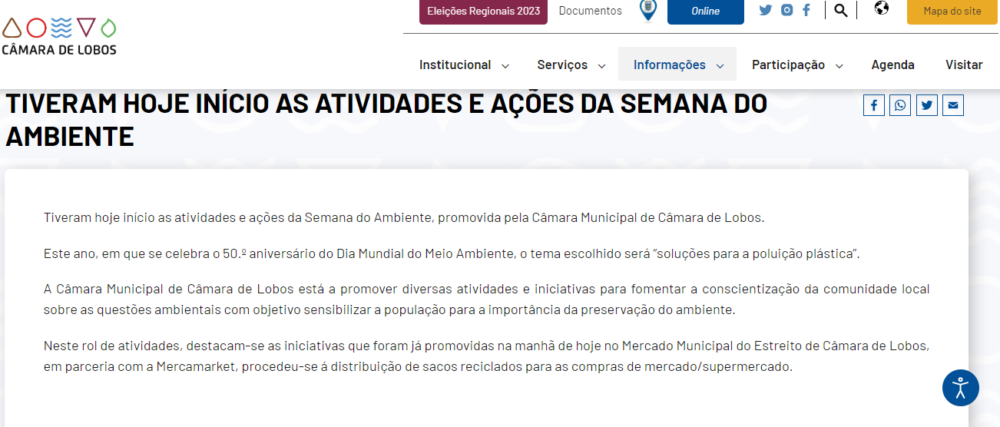 Eleições Regionais 2023 Documentos Online Mapa do site
CÂMARA DE LOBOS
Institucional Serviços Informações Participação Agenda Visitar
TIVERAM HOJE INÍCIO AS ATIVIDADES E AÇÕES DA SEMANA DO
AMBIENTE
Tiveram hoje início as atividades e ações da Semana do Ambiente, promovida pela Câmara Municipal de Câmara de Lobos.
Este ano, em que se celebra o 50.º aniversário do Dia Mundial do Meio Ambiente, o tema escolhido será “soluções para a poluição plástica”.
A Câmara Municipal de Câmara de Lobos está a promover diversas atividades e iniciativas para fomentar a conscientização da comunidade local
sobre as questões ambientais com objetivo sensibilizar a população para a importância da preservação do ambiente.
Neste rol de atividades, destacam-se as iniciativas que foram já promovidas na manhã de hoje no Mercado Municipal do Estreito de Câmara de Lobos,
em parceria com a Mercamarket, procedeu-se á distribuição de sacos reciclados para as compras de mercado/supermercado.